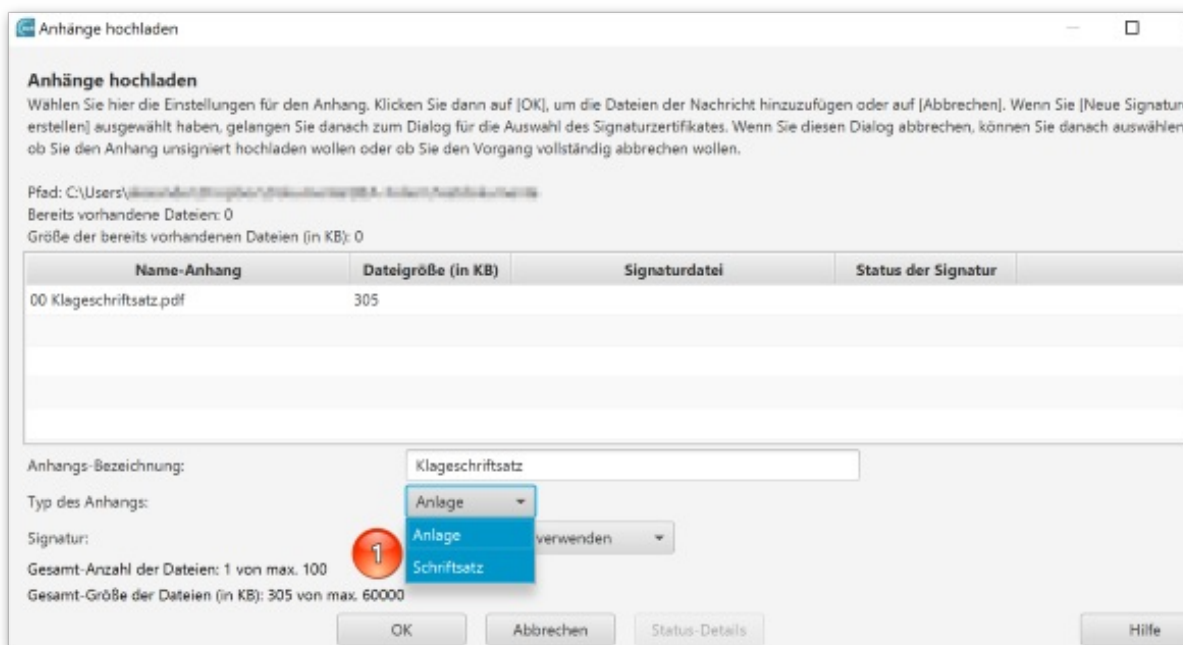 Anhänge hochladen
Anhänge hochladen
Wählen Sie hier die Einstellungen für den Anhang. Klicken Sie dann auf [OK], um die Dateien der Nachricht hinzuzufügen oder auf [Abbrechen]. Wenn Sie [Neue Signatur
erstellen] ausgewählt haben, gelangen Sie danach zum Dialog für die Auswahl des Signaturzertifikates. Wenn Sie diesen Dialog abbrechen, können Sie danach auswählen
ob Sie den Anhang unsigniert hochladen wollen oder ob Sie den Vorgang vollständig abbrechen wollen.
Pfad: C:\Users\
Bereits vorhandene Dateien: 0
Größe der bereits vorhandenen Dateien (in KB): 0
Name-Anhang Dateigröße (in KB) Signaturdatei Status der Signatur
00 Klageschriftsatz.pdf 305
Anhangs-Bezeichnung: Klageschriftsatz
Typ des Anhangs: Anlage
Anlage
Signatur: verwenden
1
Schriftsatz
Gesamt-Anzahl der Dateien: 1 von max. 100
Gesamt-Größe der Dateien (in KB): 305 von max. 60000
OK Abbrechen Status-Details Hilfe